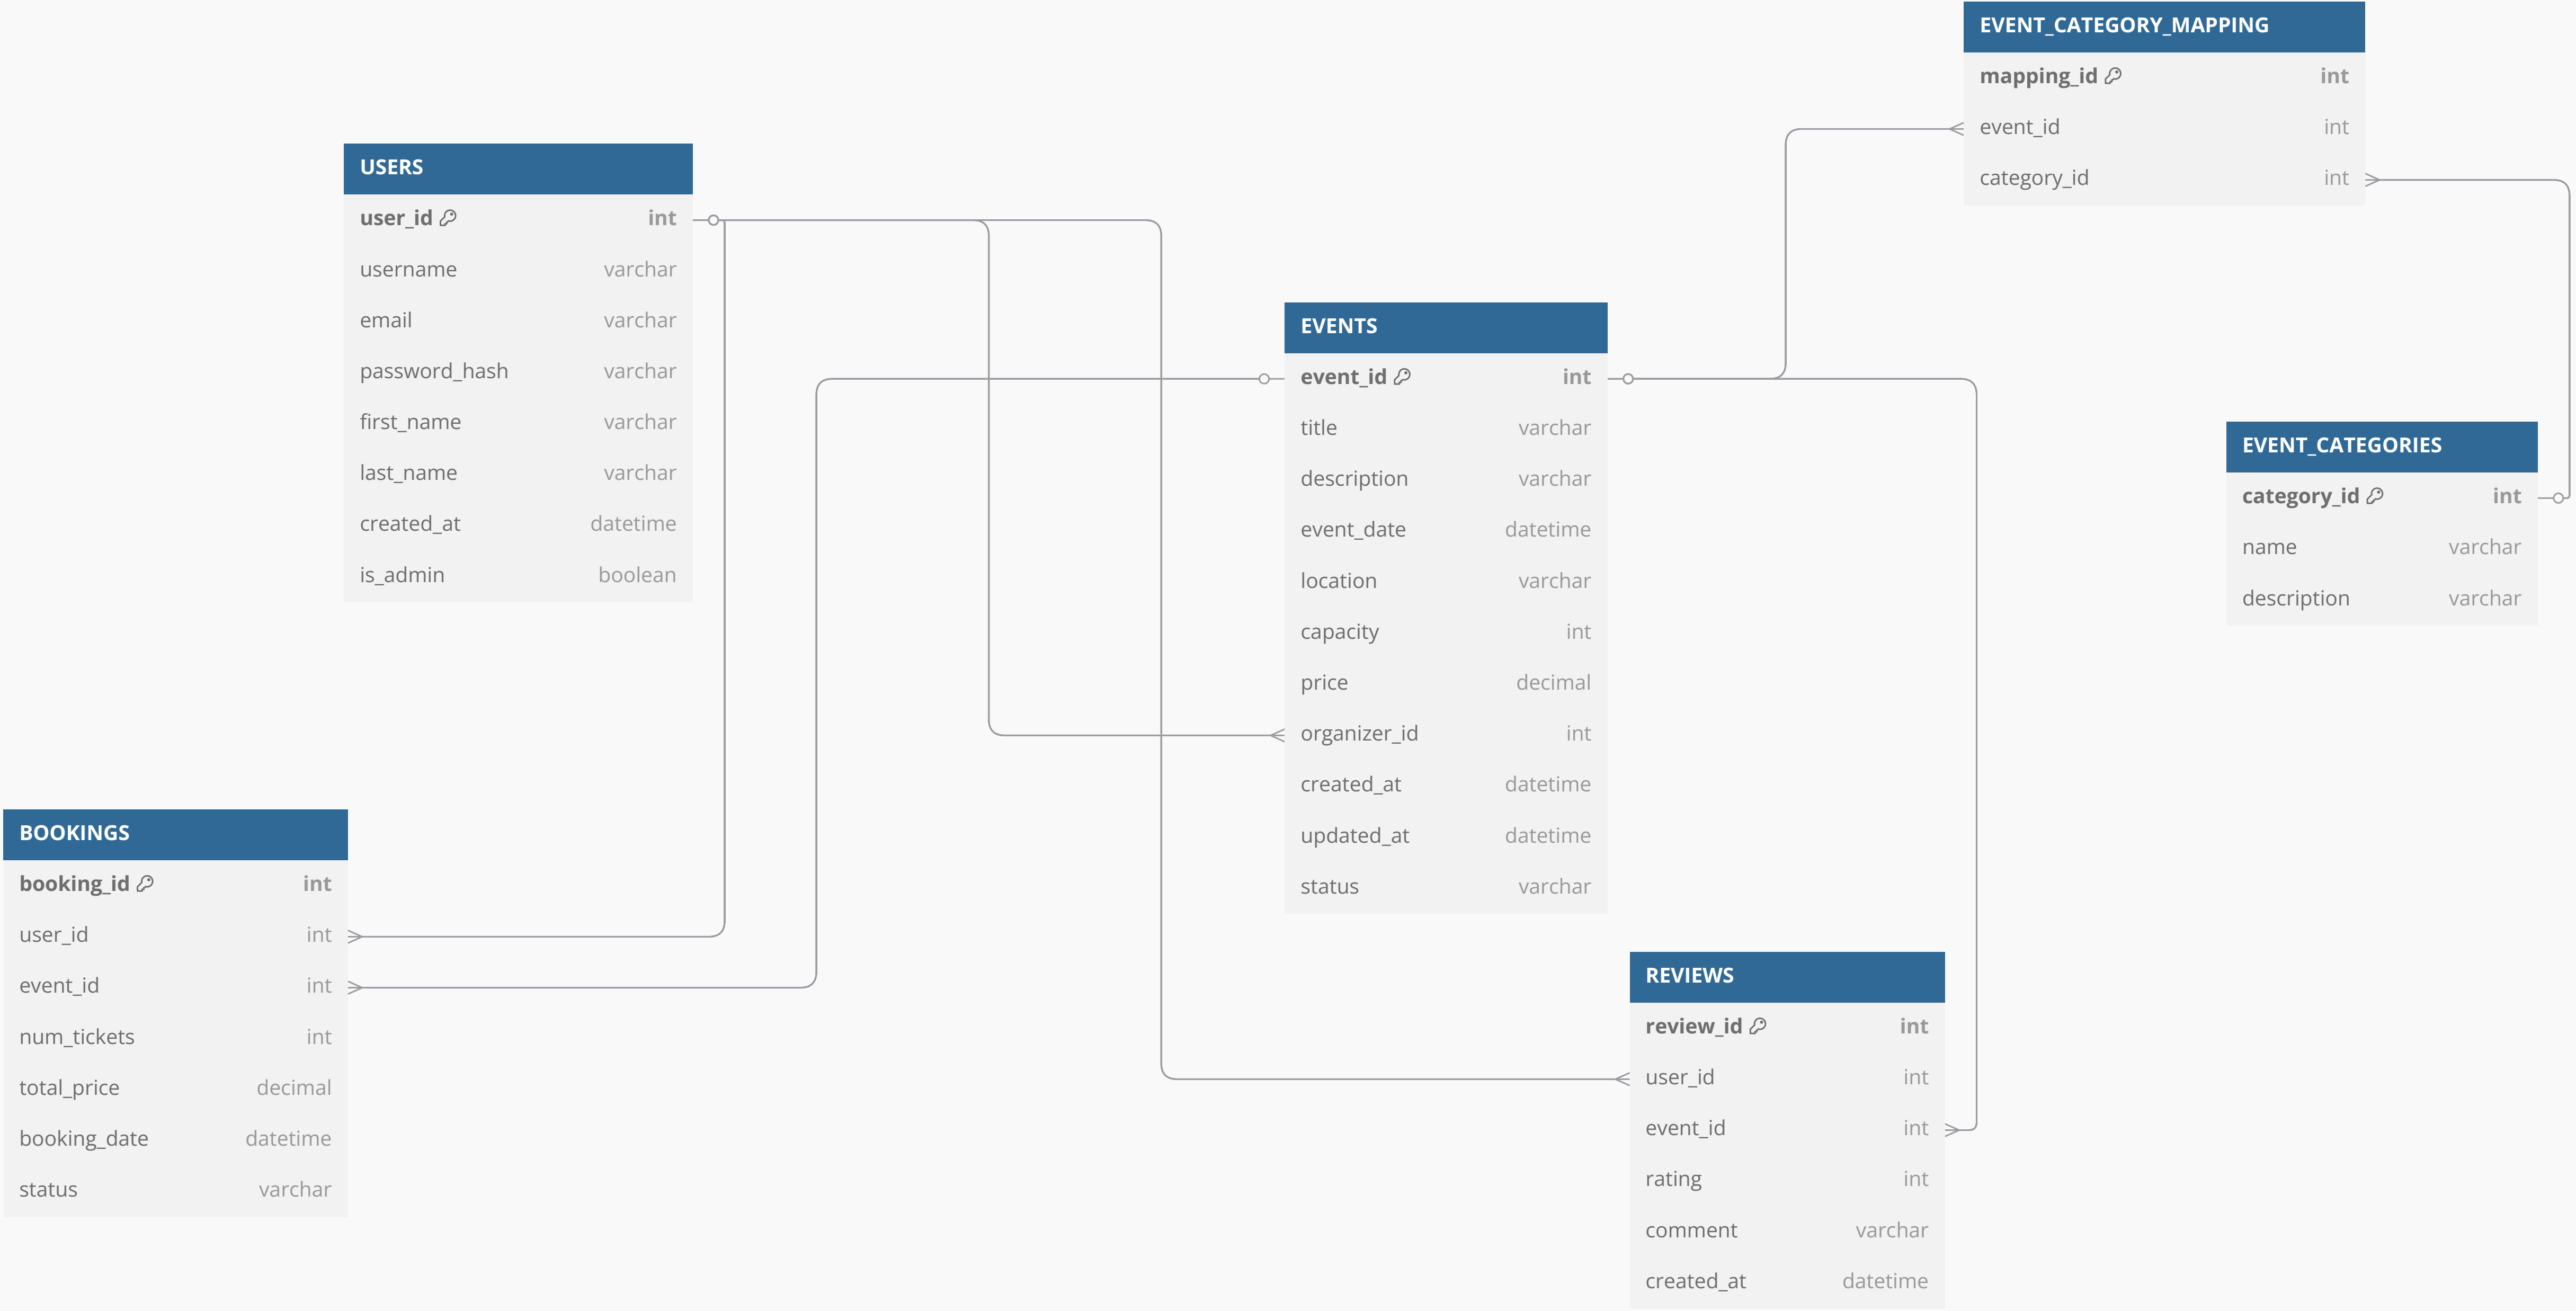 EVENT_CATEGORY_MAPPING
mapping_id int
event_id int
category_id int
USERS
user_id int
username varchar
email varchar
password_hash varchar
first_name varchar
last_name varchar
created_at datetime
is_admin boolean
EVENTS
event_id int
title varchar
description varchar
event_date datetime
location varchar
capacity int
price decimal
organizer_id int
created_at datetime
updated_at datetime
status varchar
EVENT_CATEGORIES
category_id int
name varchar
description varchar
BOOKINGS
booking_id int
user_id int
event_id int
num_tickets int
total_price decimal
booking_date datetime
status varchar
REVIEWS
review_id int
user_id int
event_id int
rating int
comment varchar
created_at datetime